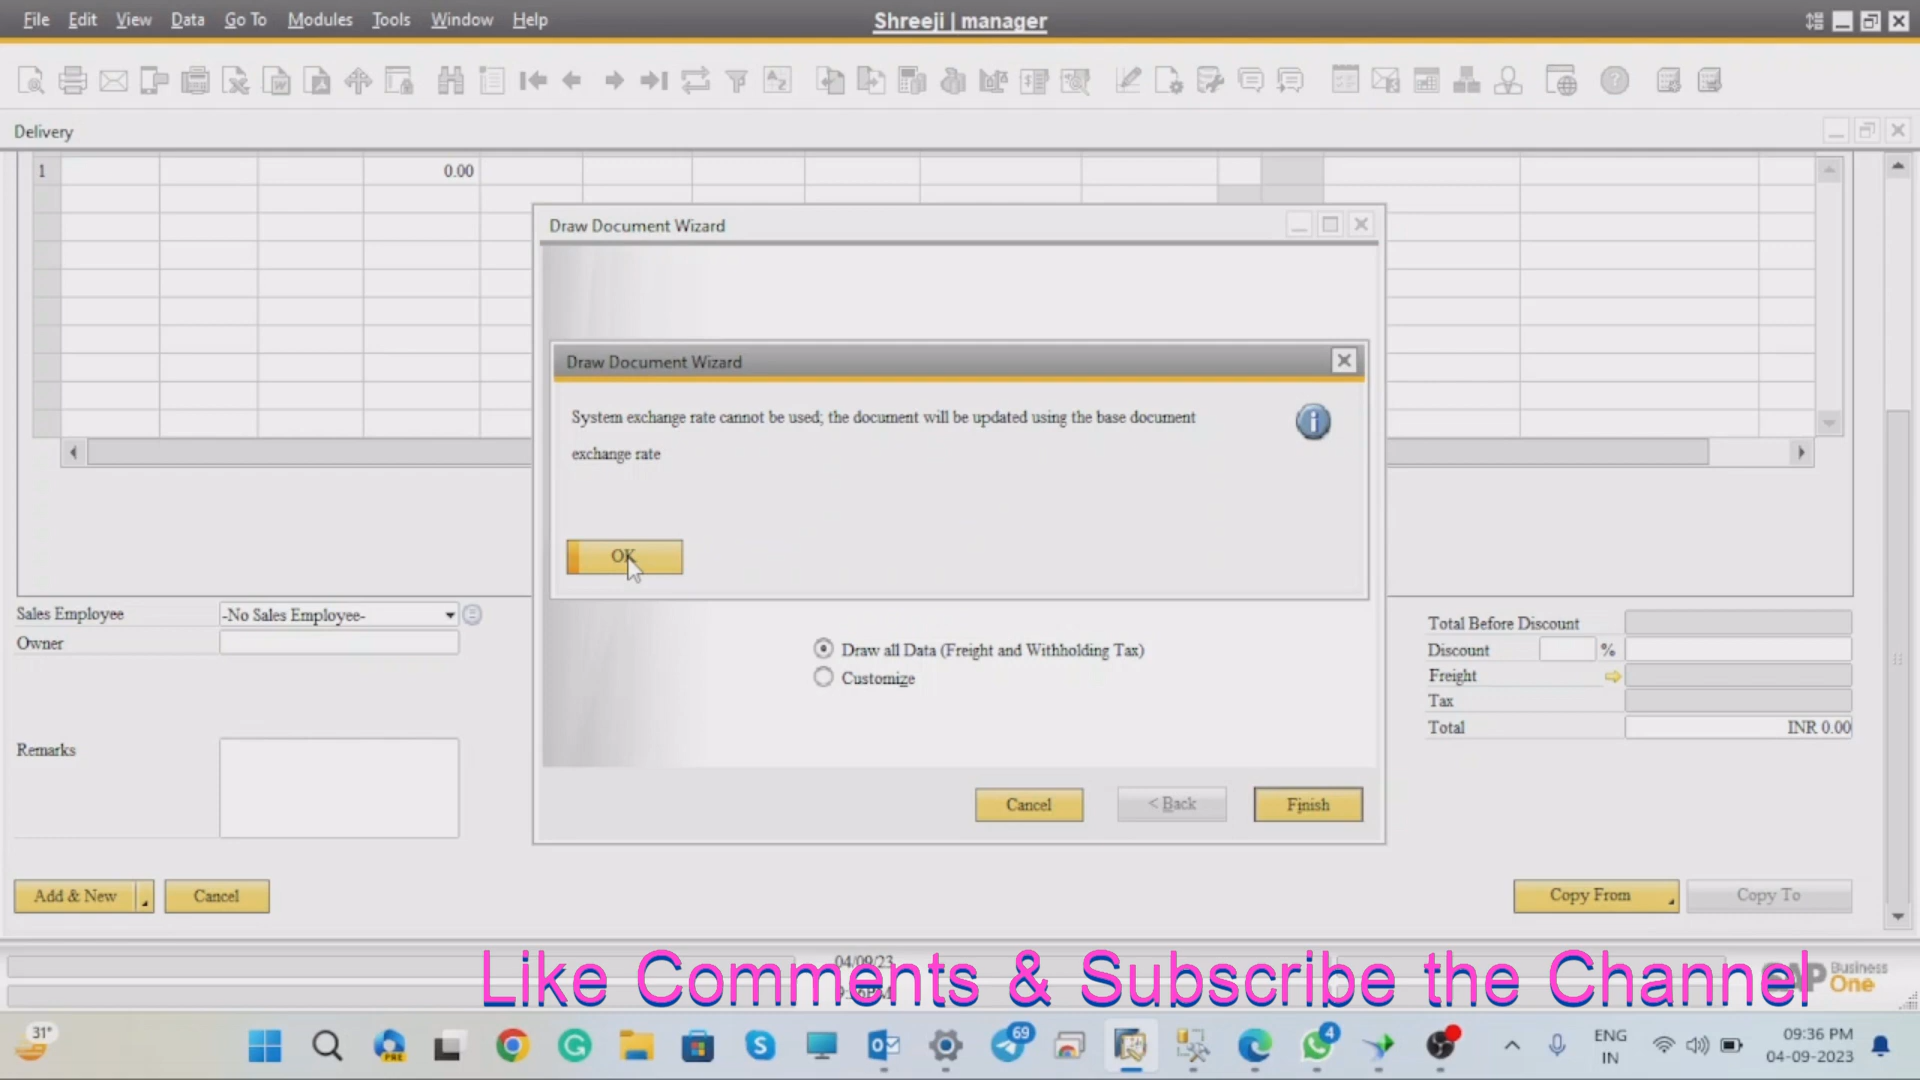 File Edit View Data Go To Modules Tools Window Help
Shreeji | manager
Delivery
1 0.00
Draw Document Wizard
Draw Document Wizard
System exchange rate cannot be used; the document will be updated using the base document
exchange rate
OK
Sales Employee -No Sales Employee-
Owner
Draw all Data (Freight and Withholding Tax)
Customize
Total Before Discount
Discount %
Freight
Tax
Total INR 0.00
Remarks
Cancel < Back Finish
Add & New Cancel
Copy From Copy To
04/09/23
Like Comments & Subscribe the Channel
Business
One
31°
PRE
69
4
ENG
IN
09:36 PM
04-09-2023